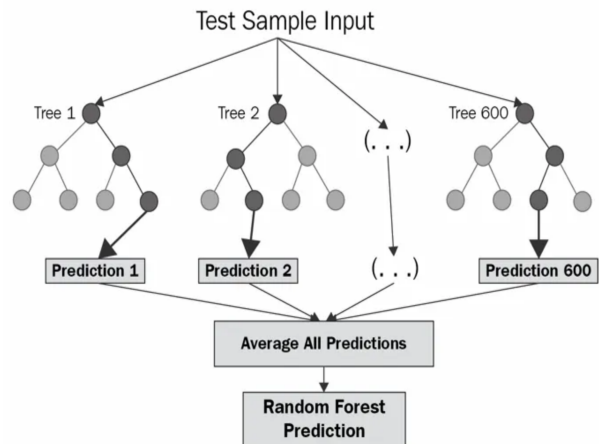 Test Sample Input
Tree 1
Tree 2
Tree 600
(. . .)
Prediction 1
Prediction 2
(. . .)
Prediction 600
Average All Predictions
Random Forest
Prediction